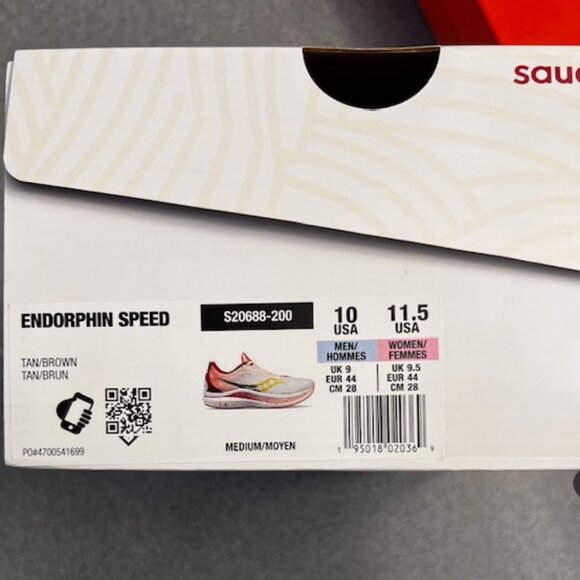 sauc
ENDORPHIN SPEED
S20688-200
10
USA
11.5
USA
MEN/
HOMMES
WOMEN/
FEMMES
TAN/BROWN
TAN/BRUN
UK 9
EUR 44
CM 28
UK 9.5
EUR 44
CM 28
PO#4700541699
MEDIUM/MOYEN
1 95018 02036 9